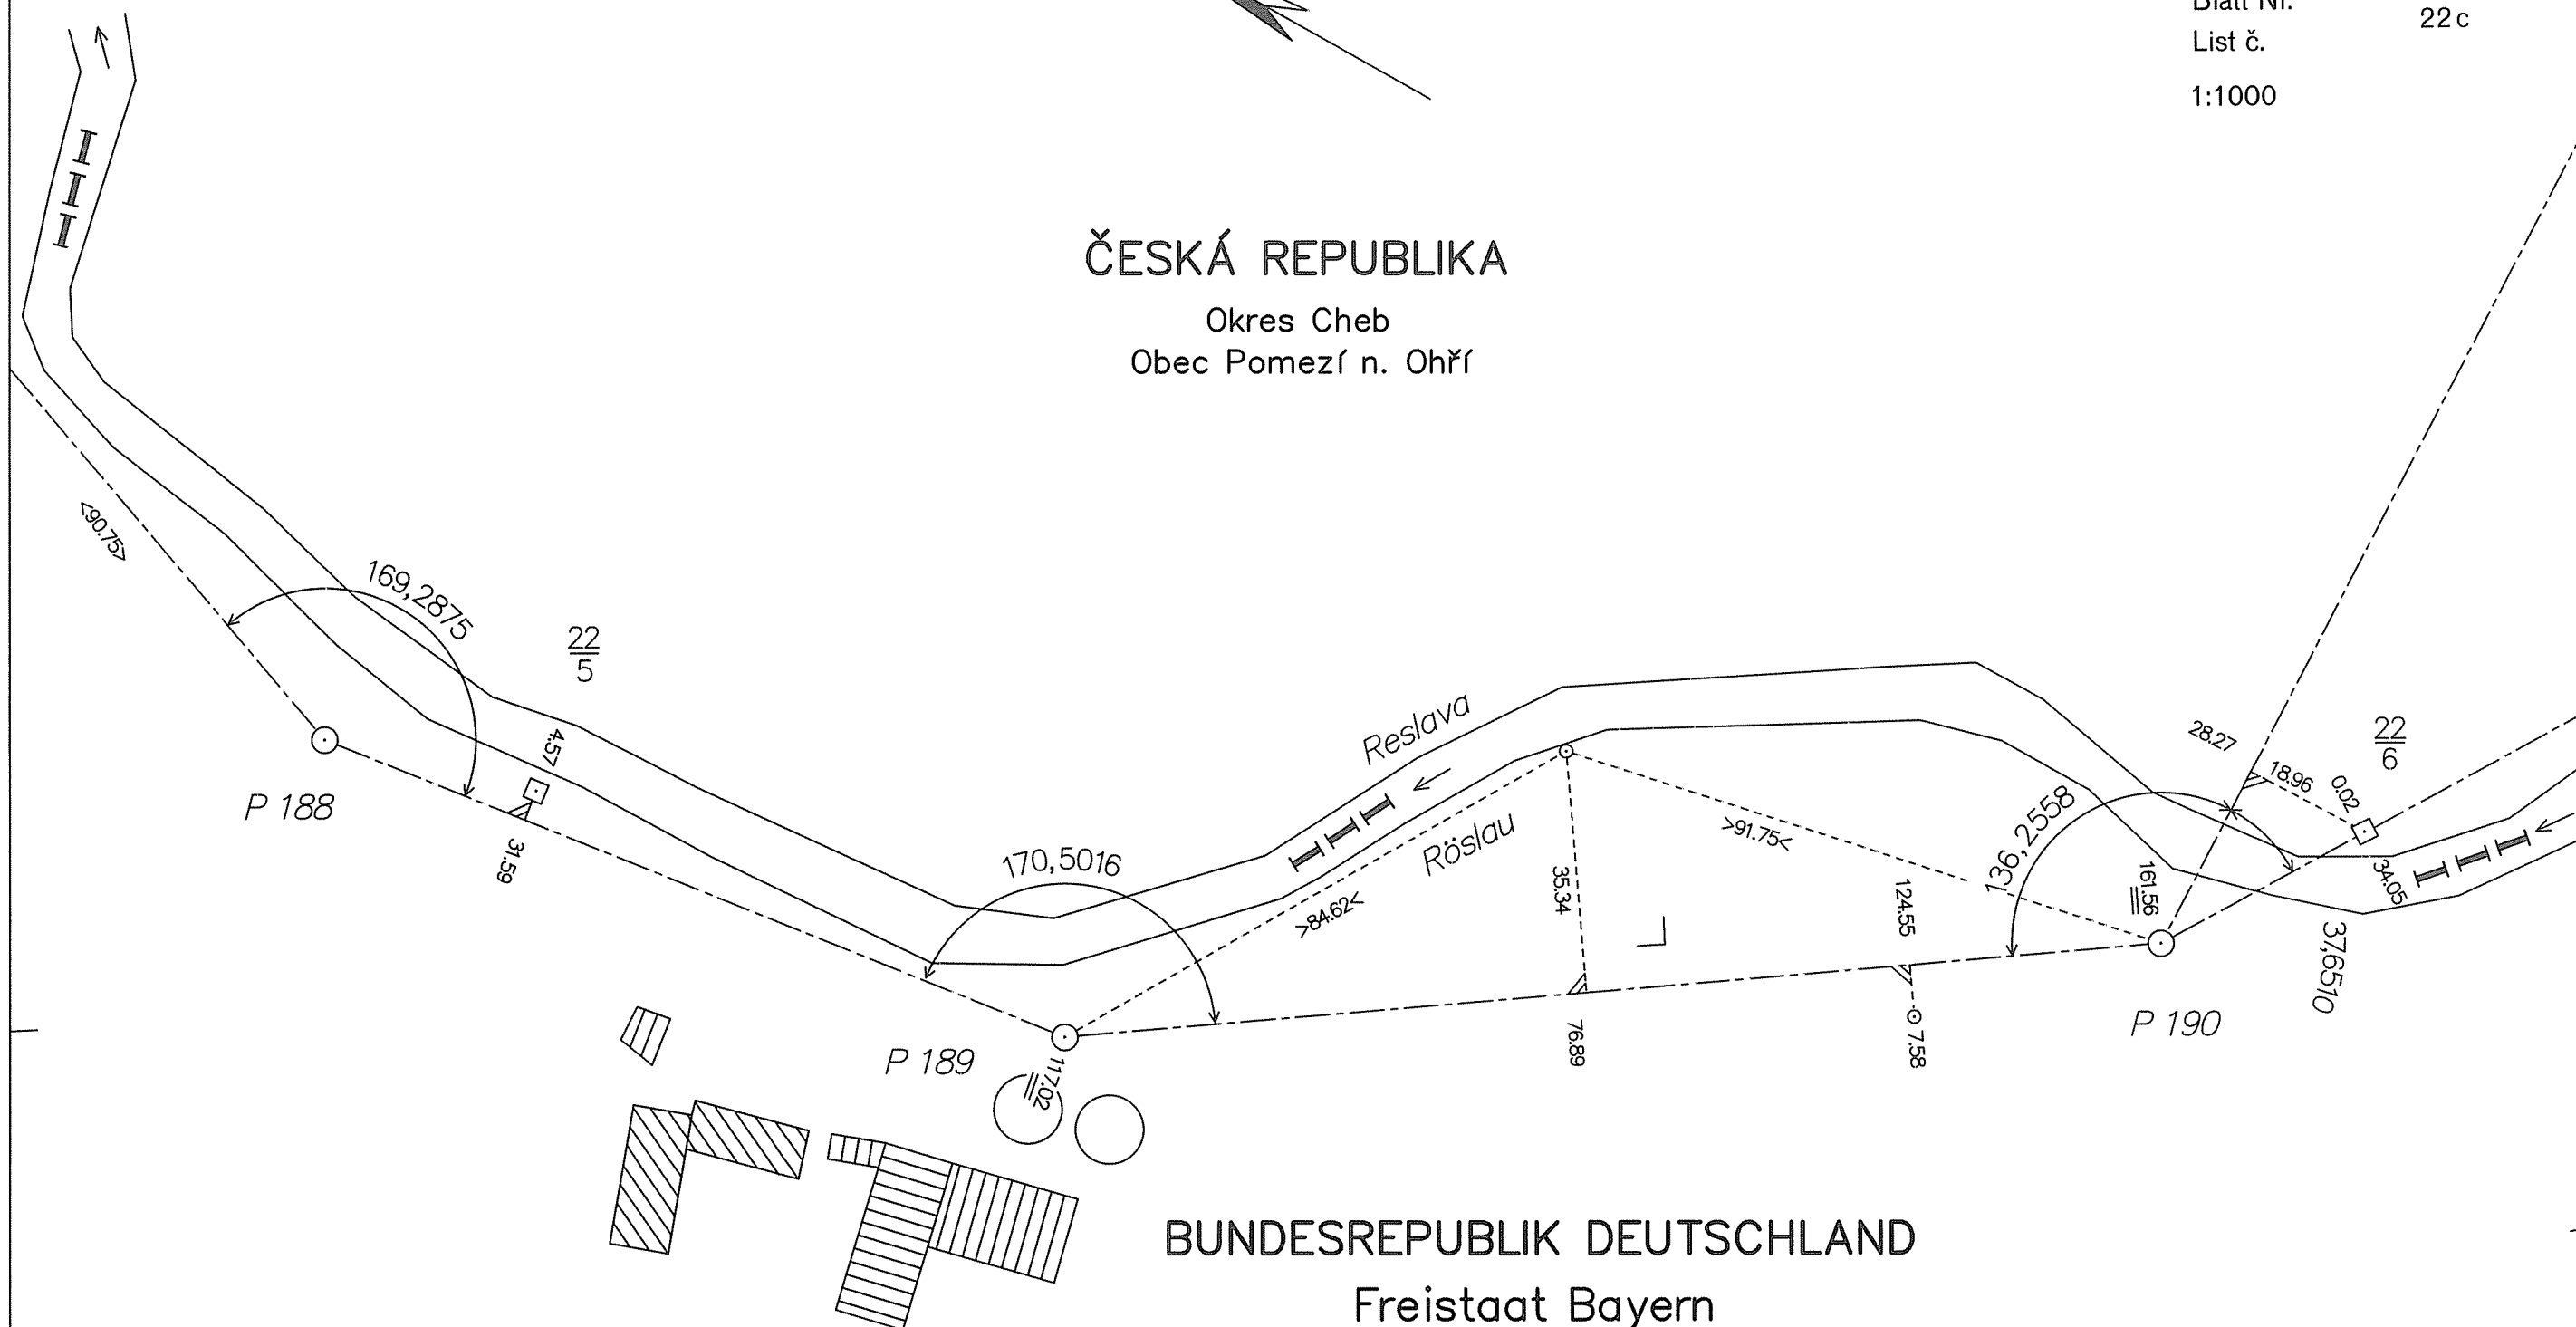 Blatt Nr.
22 c
List č.
1:1000
ČESKÁ REPUBLIKA
Okres Cheb
Obec Pomezí n. Ohří
<90.75>
169,2875
22
5
4.57
31.59
P 188
170,5016
P 189
117.02
Reslava
Röslau
>84.62<
35.34
76.89
>91.75<
124.55
7.58
136,2558
161.56
P 190
28.27
18.96
0.02
22
6
34.05
37,6510
BUNDESREPUBLIK DEUTSCHLAND
Freistaat Bayern